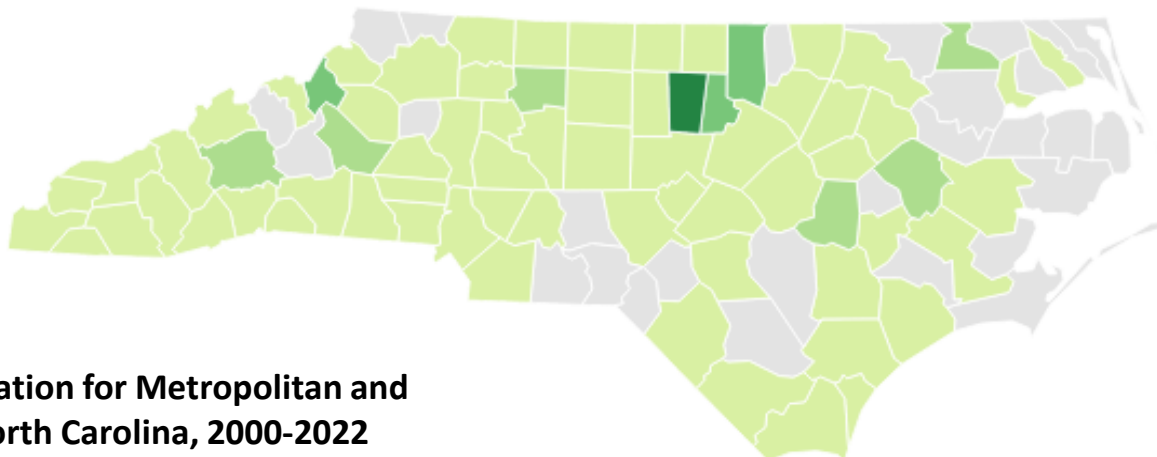 ation for Metropolitan and
orth Carolina, 2000-2022